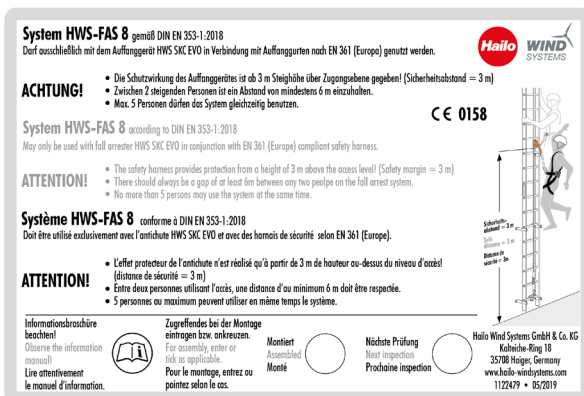 System HWS-FAS 8 gemäß DIN EN 353-1:2018
Darf ausschließlich mit dem Auffanggerät HWS SKC EVO in Verbindung mit Auffanggurten nach EN 361 (Europa) genutzt werden.
Hailo WIND SYSTEMS
ACHTUNG!
• Die Schutzwirkung des Auffanggerätes ist ab 3 m Steighöhe über Zugangsebene gegeben! (Sicherheitsabstand = 3 m)
• Zwischen 2 steigenden Personen ist ein Abstand von mindestens 6 m einzuhalten.
• Max. 5 Personen dürfen das System gleichzeitig benutzen.
CE 0158
System HWS-FAS 8 according to DIN EN 353-1:2018
May only be used with fall arrester HWS SKC EVO in conjunction with EN 361 (Europe) compliant safety harness.
ATTENTION!
• The safety harness provides protection from a height of 3 m above the access level! (Safety margin = 3 m)
• There should always be a gap of at least 6m between any two peolpe on the fall arrest system.
• No more than 5 persons may use the system at the same time.
Système HWS-FAS 8 conforme à DIN EN 353-1:2018
Doit être utilisé exclusivement avec l'antichute HWS SKC EVO et avec des harnais de sécurité selon EN 361 (Europe).
ATTENTION!
• L'effet protecteur de l'antichute n'est réalisé qu'à partir de 3 m de hauteur au-dessus du niveau d'accès!
(distance de sécurité = 3 m)
• Entre deux personnes utilisant l'accès, une distance d'au minimum 6 m doit être respectée.
• 5 personnes au maximum peuvent utiliser en même temps le système.
Sicherheits-
abstand = 3 m
Safe
distance = 3 m
Distance de
sécurité = 3m
Informationsbroschüre
beachten!
Observe the information
manual!
Lire attentivement
le manuel d'information.
Zugreffendes bei der Montage
eintragen bzw. ankreuzen.
For assembly, enter or
tick as applicable.
Pour le montage, entrez ou
pointez selon le cas.
Montiert
Assembled
Monté
Nächste Prüfung
Next inspection
Prochaine inspection
Hailo Wind Systems GmbH & Co. KG
Kalteiche-Ring 18
35708 Haiger, Germany
www.hailo-windsystems.com
1122479 • 05/2019